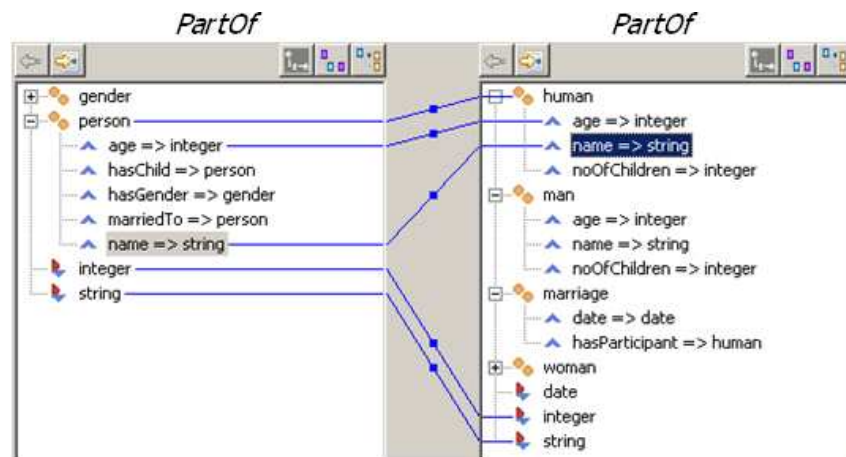 PartOf
gender
person
age => integer
hasChild => person
hasGender => gender
marriedTo => person
name => string
integer
string
PartOf
human
age => integer
name => string
noOfChildren => integer
man
age => integer
name => string
noOfChildren => integer
marriage
date => date
hasParticipant => human
woman
date
integer
string